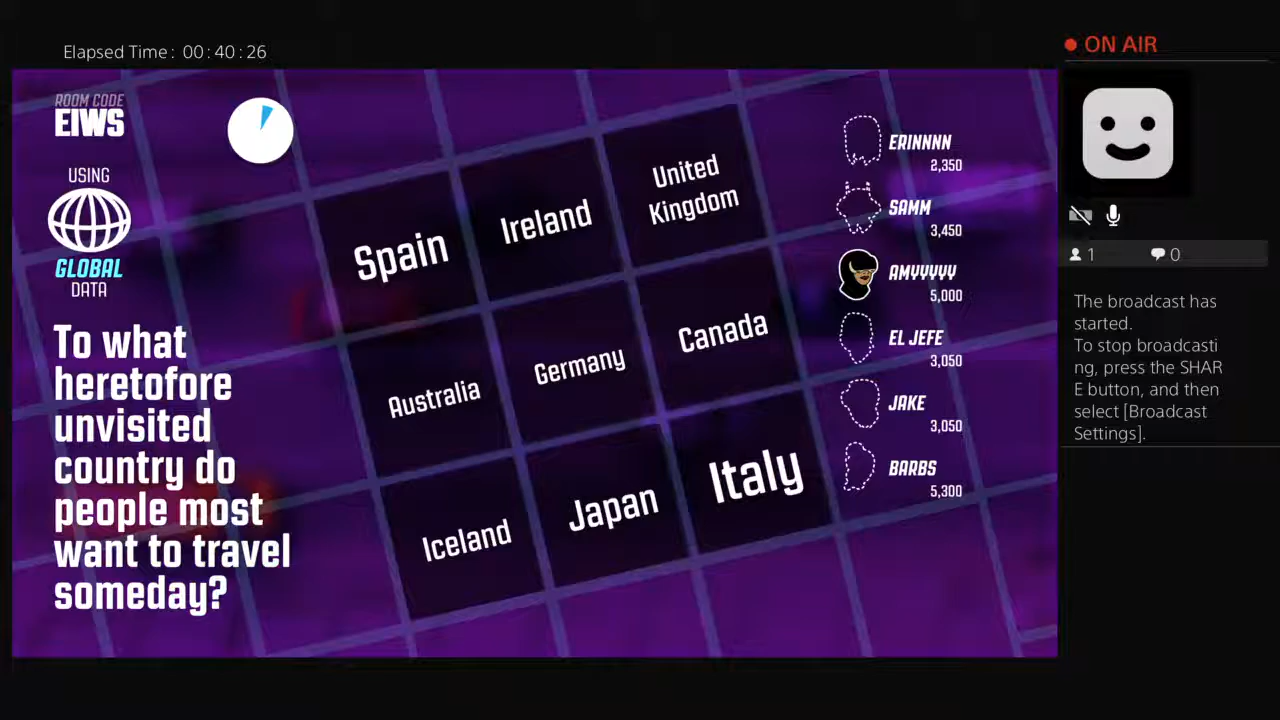 Elapsed Time: 00:40:26
ON AIR
ROOM CODE
EIWS
USING
GLOBAL
DATA
To what
heretofore
unvisited
country do
people most
want to travel
someday?
Spain
Ireland
United
Kingdom
Australia
Germany
Canada
Iceland
Japan
Italy
ERINNNN
2,350
SAMM
3,450
AMYYYYY
5,000
EL JEFE
3,050
JAKE
3,050
BARBS
5,300
1
0
The broadcast has
started.
To stop broadcasti
ng, press the SHAR
E button, and then
select [Broadcast
Settings].